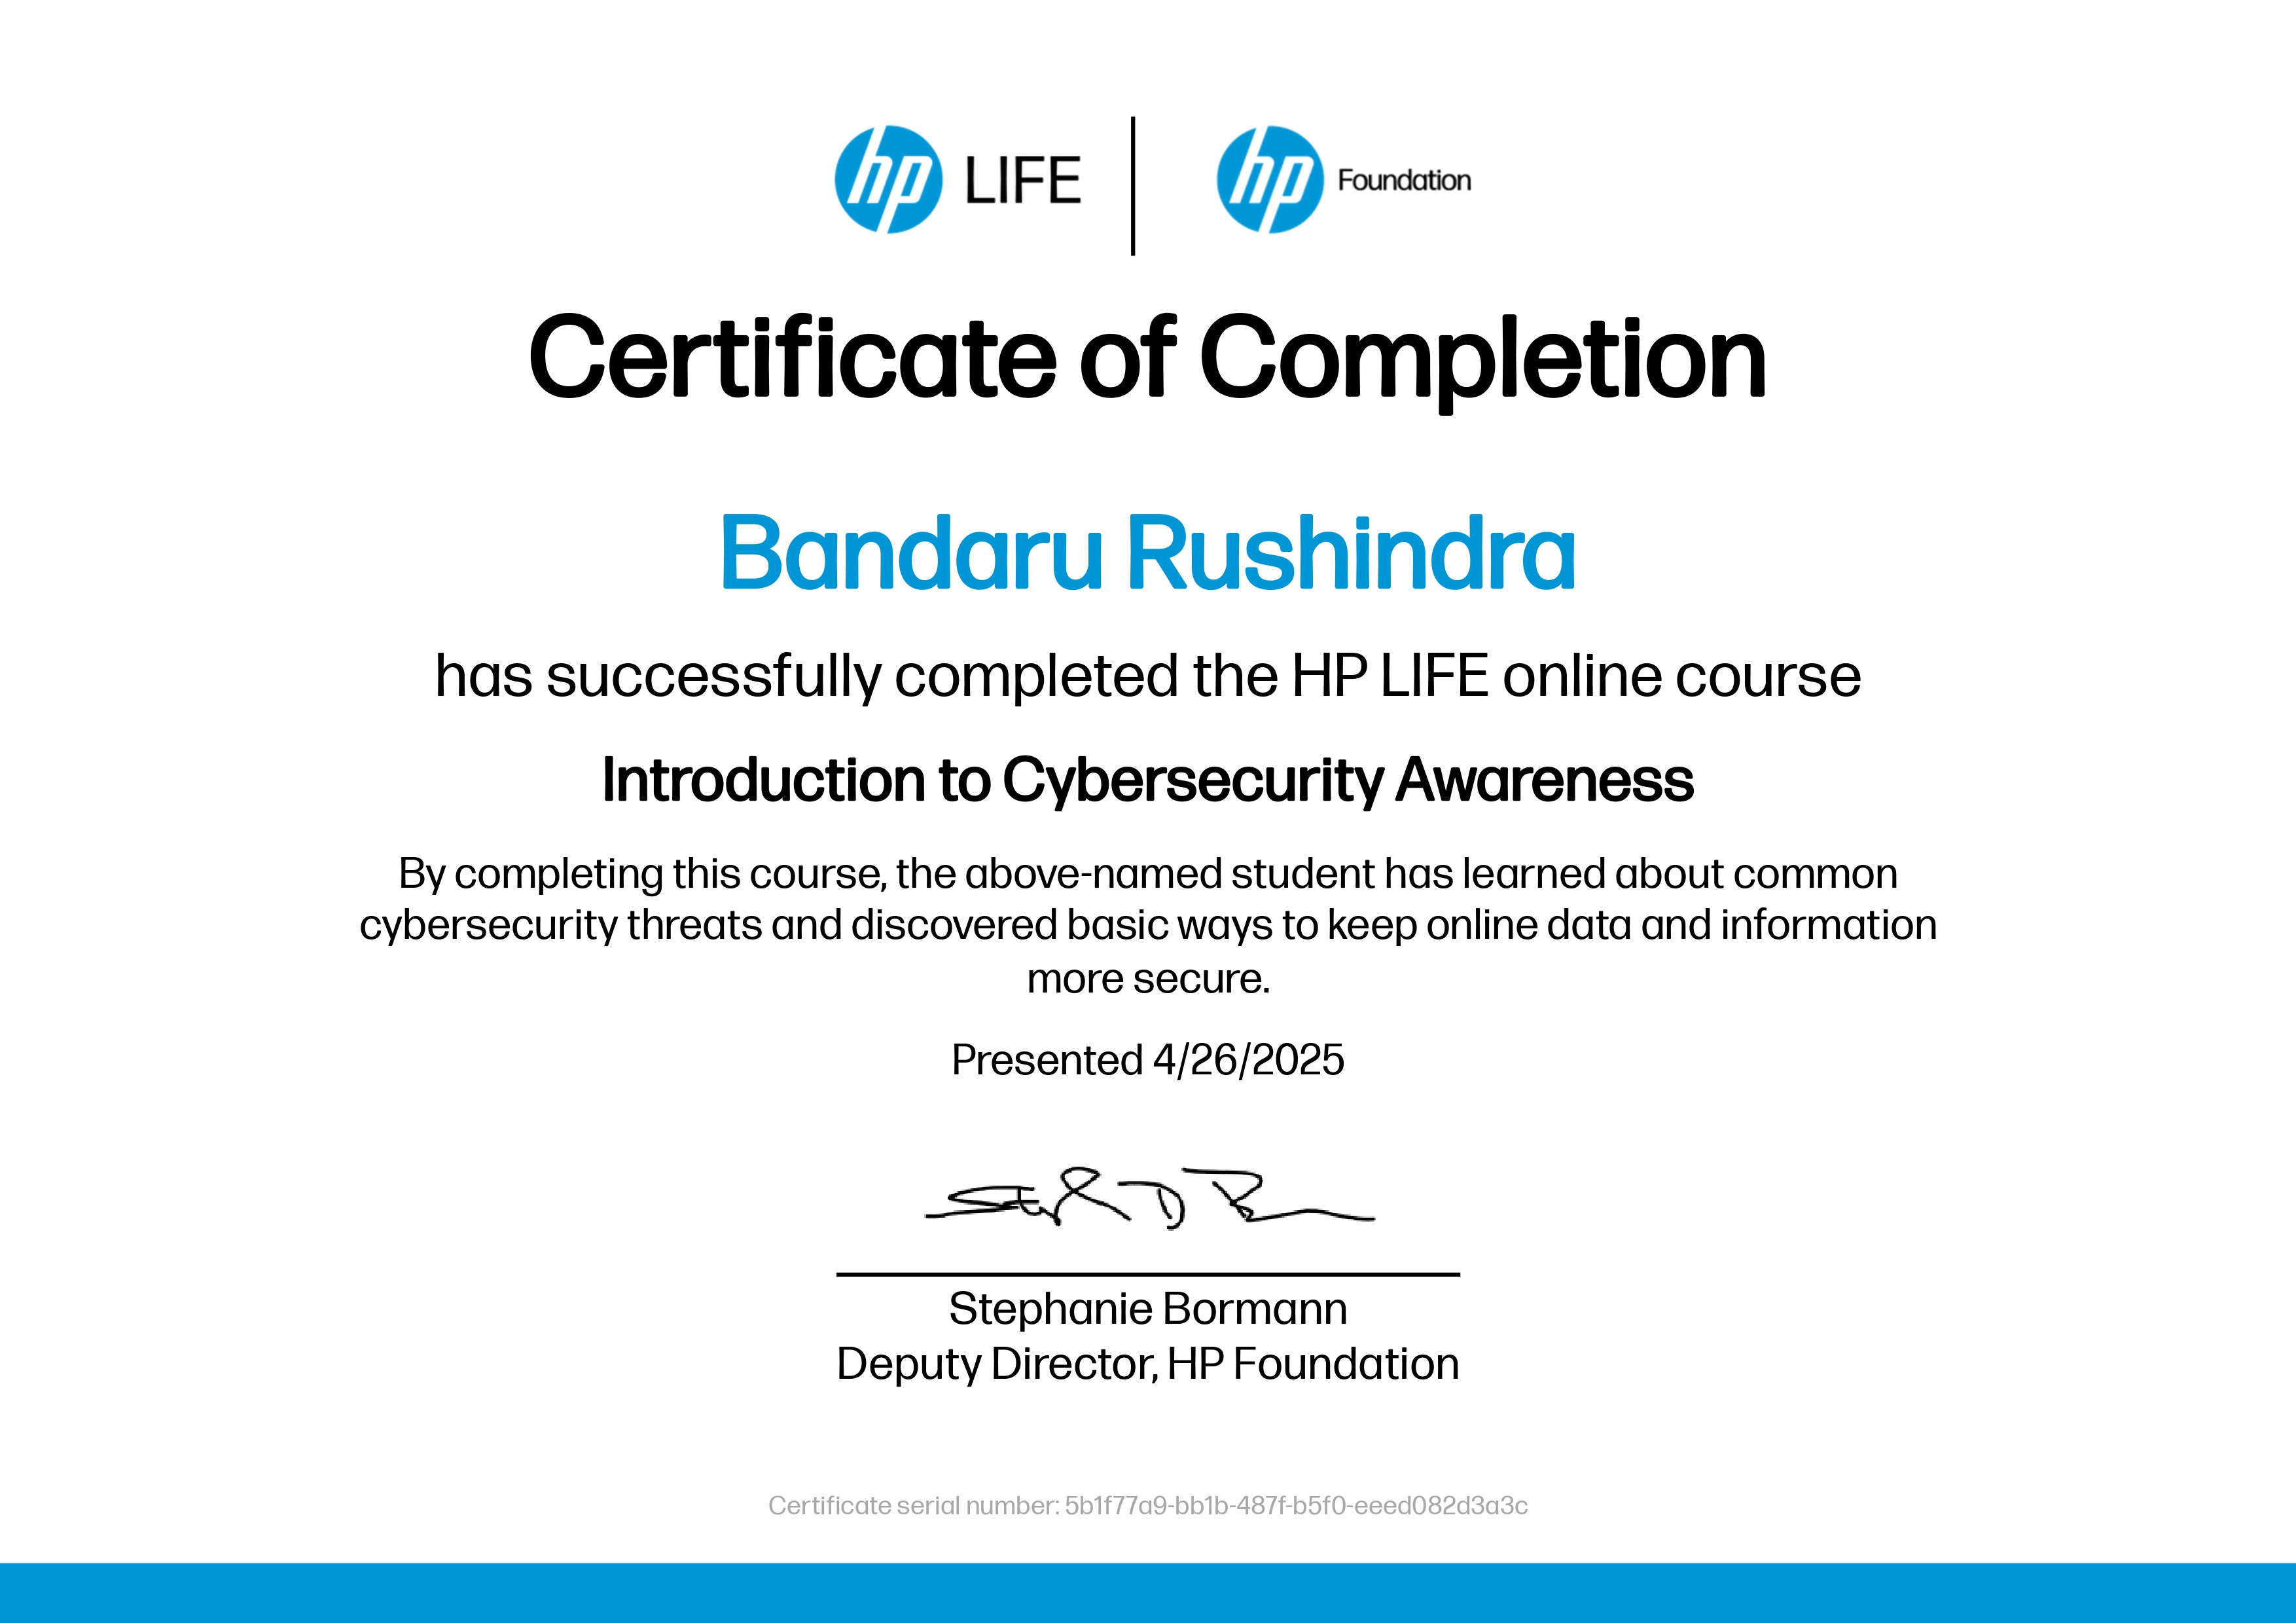 hp LIFE
hp Foundation
Certificate of Completion
Bandaru Rushindra
has successfully completed the HP LIFE online course
Introduction to Cybersecurity Awareness
By completing this course, the above-named student has learned about common
cybersecurity threats and discovered basic ways to keep online data and information
more secure.
Presented 4/26/2025
Stephanie Bormann
Deputy Director, HP Foundation
Certificate serial number: 5b1f77a9-bb1b-487f-b5f0-eeed082d3a3c